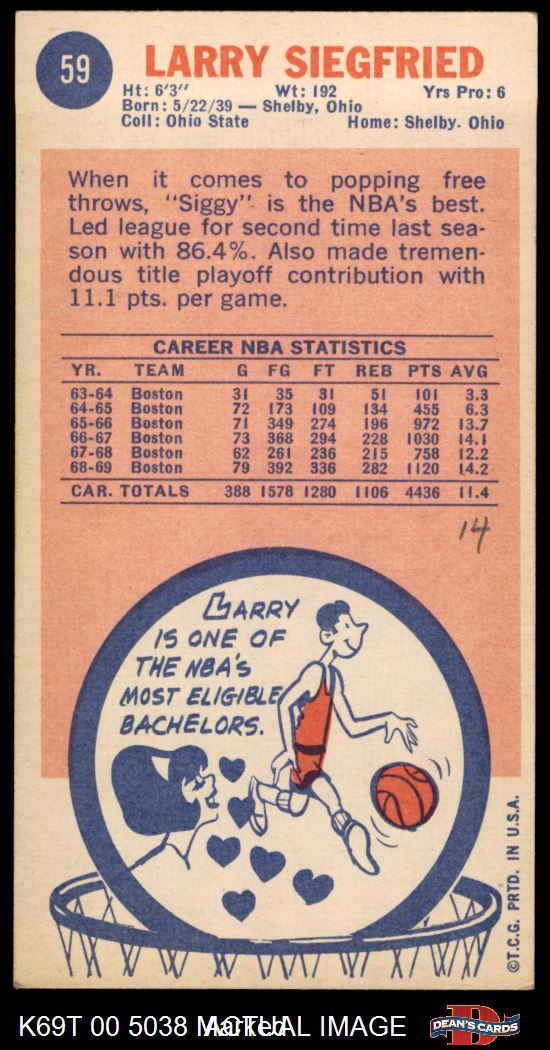 59
LARRY SIEGFRIED
Ht: 6'3" Wt: 192 Yrs Pro: 6
Born: 5/22/39 — Shelby, Ohio
Coll: Ohio State Home: Shelby. Ohio
When it comes to popping free
throws, "Siggy" is the NBA's best.
Led league for second time last sea-
son with 86.4%. Also made tremen-
dous title playoff contribution with
11.1 pts. per game.
CAREER NBA STATISTICS
YR. TEAM G FG FT REB PTS AVG
63-64 Boston 31 35 31 51 101 3.3
64-65 Boston 72 173 109 134 455 6.3
65-66 Boston 71 349 274 196 972 13.7
66-67 Boston 73 368 294 228 1030 14.1
67-68 Boston 62 261 236 215 758 12.2
68-69 Boston 79 392 336 282 1120 14.2
CAR. TOTALS 388 1578 1280 1106 4436 11.4
14
LARRY
IS ONE OF
THE NBA'S
MOST ELIGIBLE
BACHELORS.
©T.C.G. PRTD. IN U.S.A.
K69T 00 5038 Marked ACTUAL IMAGE
D
DEAN'S CARDS